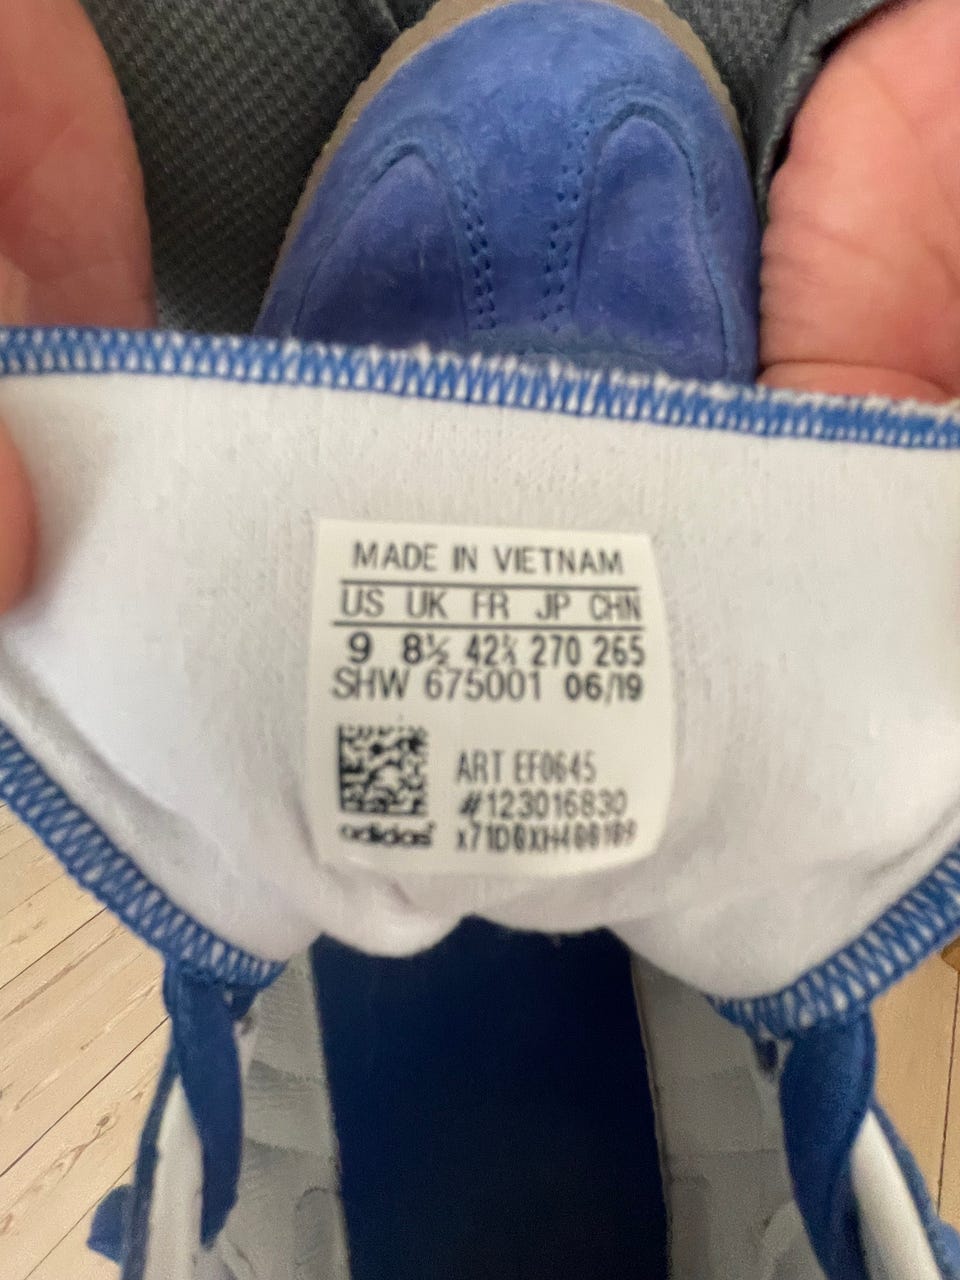 MADE IN VIETNAM
US UK FR JP CHN
9 8½ 42⅔ 270 265
SHW 675001 06/19
ART EF0645
#123016830
adidas